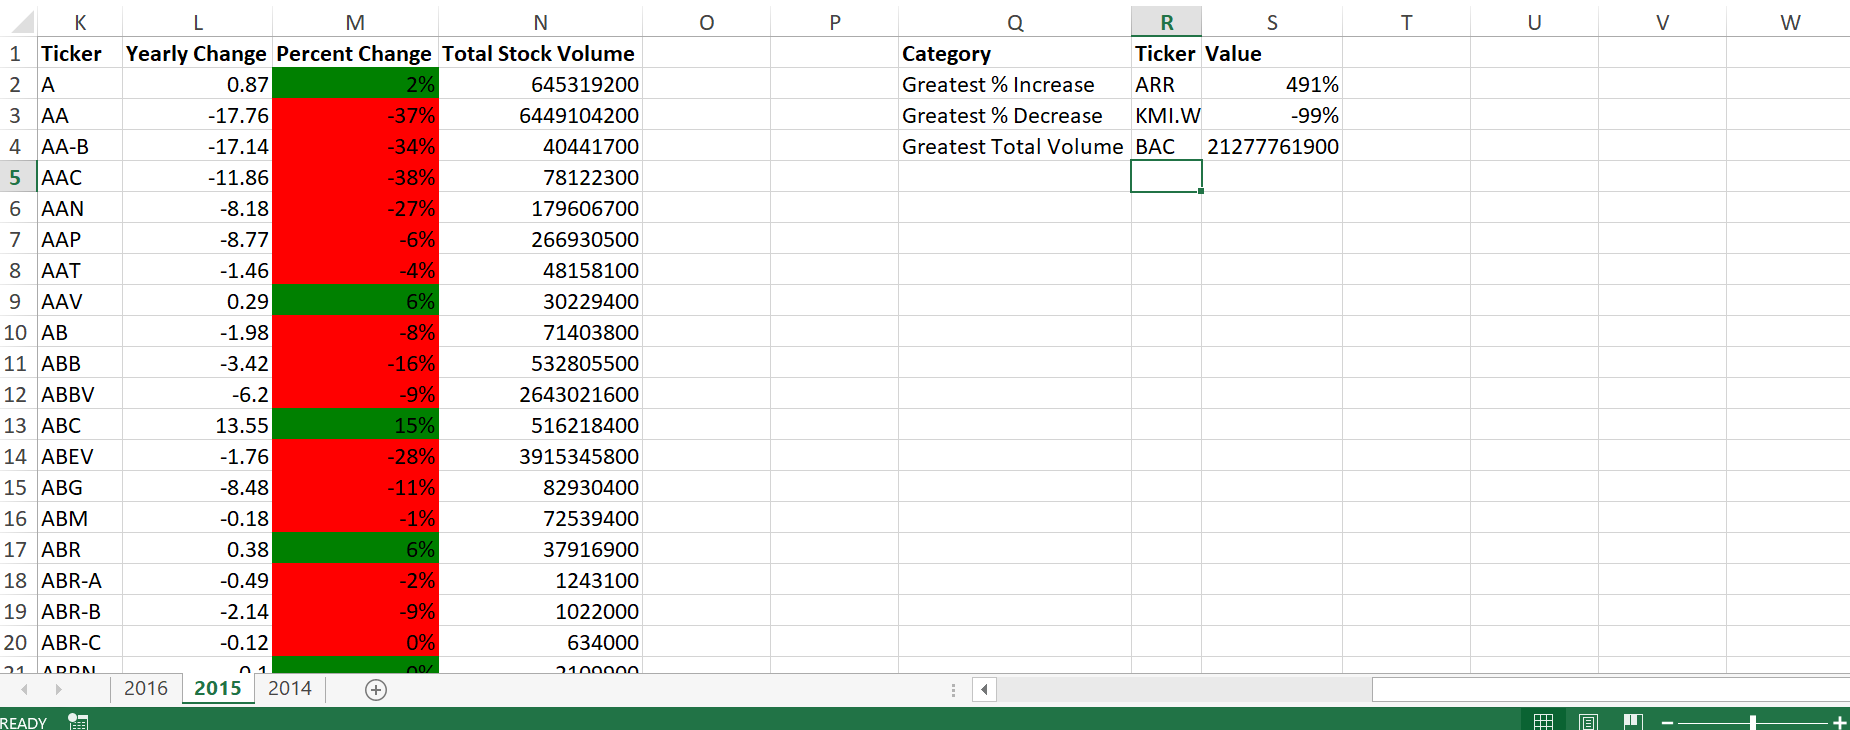 K L M N O P Q R S T U V W
1 Ticker Yearly Change Percent Change Total Stock Volume Category Ticker Value
2 A 0.87 2% 645319200 Greatest % Increase ARR 491%
3 AA -17.76 -37% 6449104200 Greatest % Decrease KMI.W -99%
4 AA-B -17.14 -34% 40441700 Greatest Total Volume BAC 21277761900
5 AAC -11.86 -38% 78122300
6 AAN -8.18 -27% 179606700
7 AAP -8.77 -6% 266930500
8 AAT -1.46 -4% 48158100
9 AAV 0.29 6% 30229400
10 AB -1.98 -8% 71403800
11 ABB -3.42 -16% 532805500
12 ABBV -6.2 -9% 2643021600
13 ABC 13.55 15% 516218400
14 ABEV -1.76 -28% 3915345800
15 ABG -8.48 -11% 82930400
16 ABM -0.18 -1% 72539400
17 ABR 0.38 6% 37916900
18 ABR-A -0.49 -2% 1243100
19 ABR-B -2.14 -9% 1022000
20 ABR-C -0.12 0% 634000
21 ABRN 0.1 0% 2109900
2016 2015 2014
READY